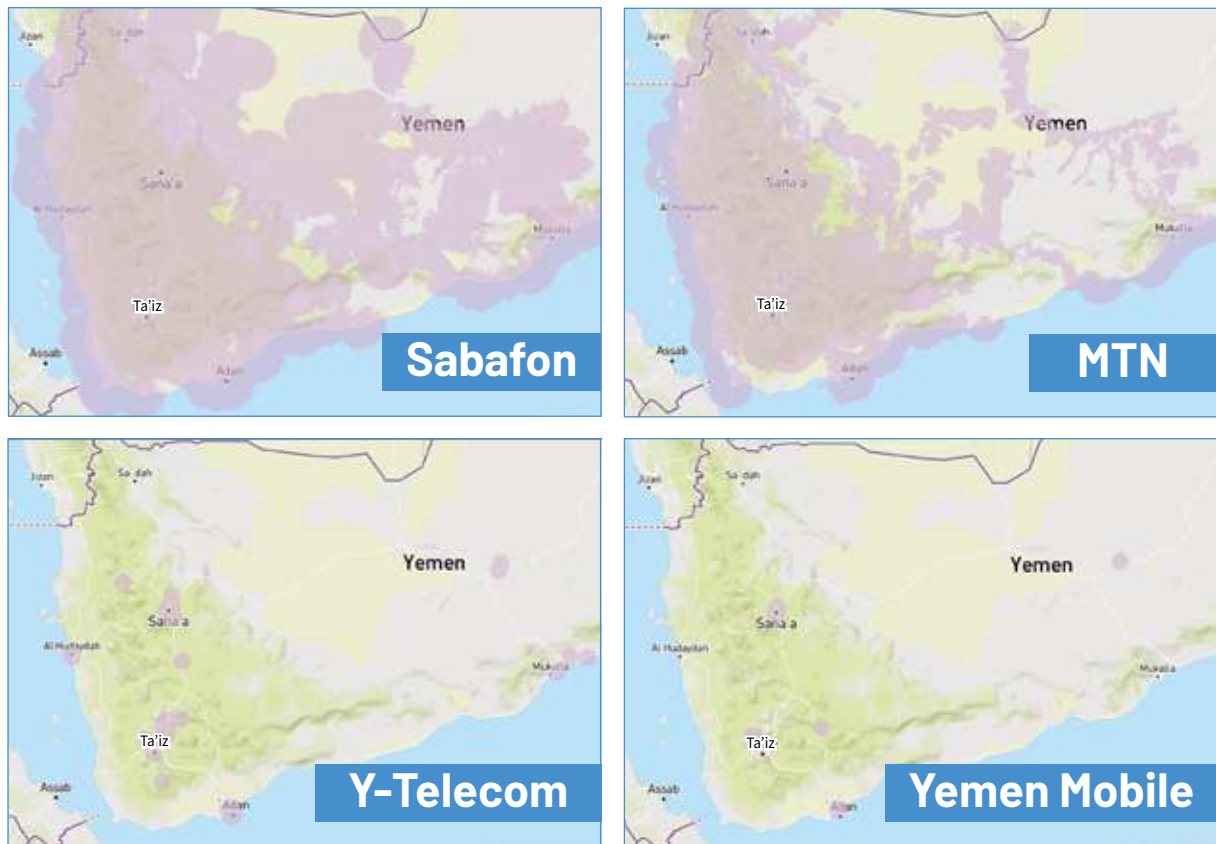 Jizan
Sa'dah
Yemen
Sana'a
Al Hudaydah
Mukalla
Ta'iz
Assab
Adan
Sabafon
Jizan
Sa'dah
Yemen
Sana'a
Al Hudaydah
Mukalla
Ta'iz
Assab
Adan
MTN
Jizan
Sa'dah
Yemen
Sana'a
Al Hudaydah
Mukalla
Ta'iz
Assab
Adan
Y-Telecom
Jizan
Sa'dah
Yemen
Sana'a
Al Hudaydah
Mukalla
Ta'iz
Assab
Adan
Yemen Mobile